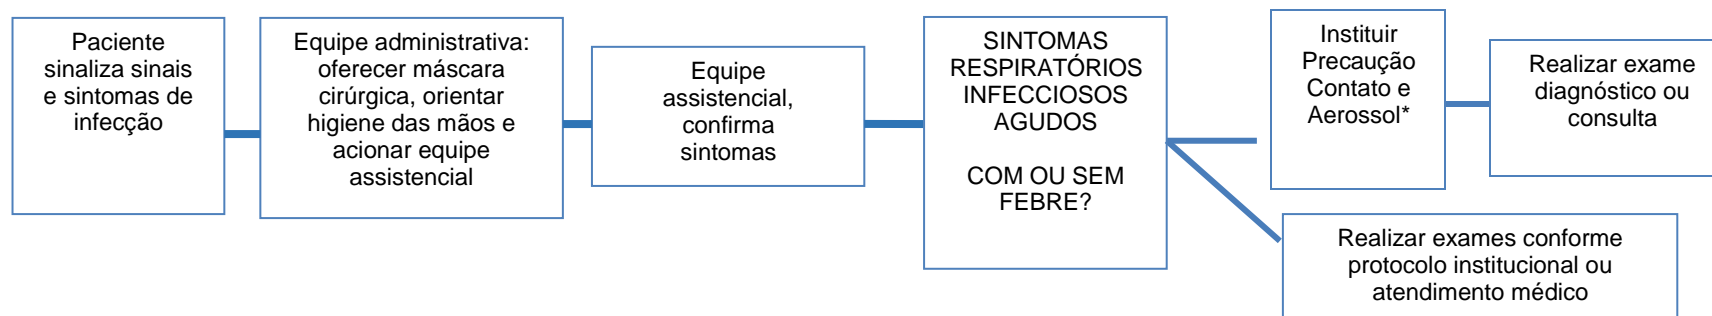 Paciente
sinaliza sinais
e sintomas de
infecção
Equipe administrativa:
oferecer máscara
cirúrgica, orientar
higiene das mãos e
acionar equipe
assistencial
Equipe
assistencial,
confirma
sintomas
SINTOMAS
RESPIRATÓRIOS
INFECCIOSOS
AGUDOS
COM OU SEM
FEBRE?
Instituir
Precaução
Contato e
Aerossol*
Realizar exame
diagnóstico ou
consulta
Realizar exames conforme
protocolo institucional ou
atendimento médico